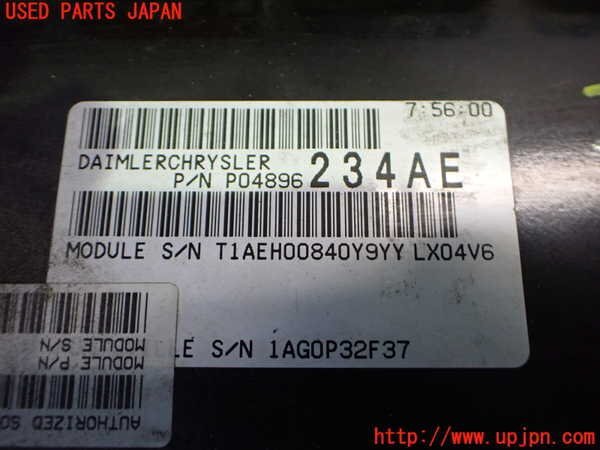 USED PARTS JAPAN
7:56:00
DAIMLERCHRYSLER
P/N P04896 234AE
MODULE S/N T1AEH00840Y9YY LX04V6
LE S/N 1AG0P32F37
MODULE S/N
MODULE P/N
AUTHORIZED SO
http://www.upjpn.com/